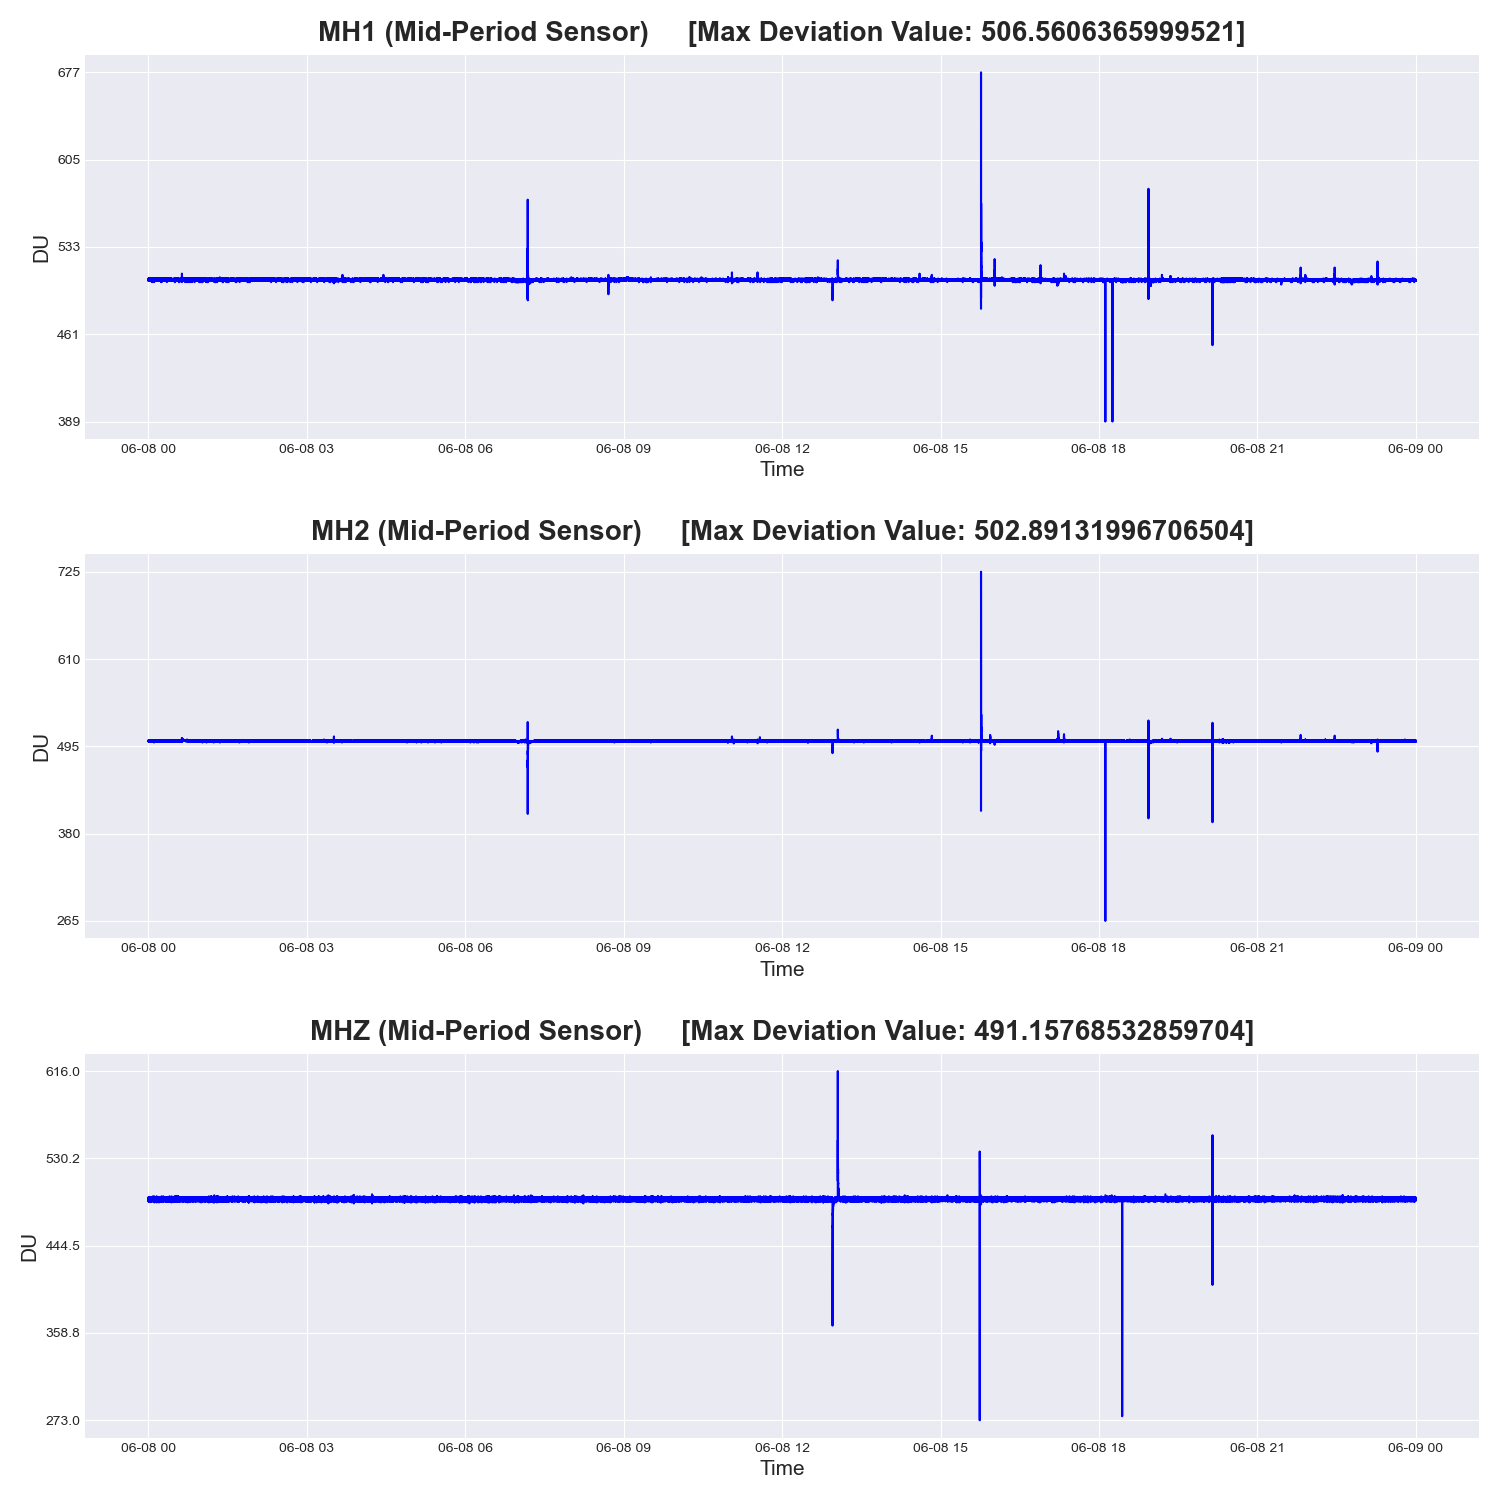 MH1 (Mid-Period Sensor) [Max Deviation Value: 506.5606365999521]
677
605
533
461
389
DU
06-08 00 06-08 03 06-08 06 06-08 09 06-08 12 06-08 15 06-08 18 06-08 21 06-09 00
Time
MH2 (Mid-Period Sensor) [Max Deviation Value: 502.89131996706504]
725
610
495
380
265
DU
06-08 00 06-08 03 06-08 06 06-08 09 06-08 12 06-08 15 06-08 18 06-08 21 06-09 00
Time
MHZ (Mid-Period Sensor) [Max Deviation Value: 491.15768532859704]
616.0
530.2
444.5
358.8
273.0
DU
06-08 00 06-08 03 06-08 06 06-08 09 06-08 12 06-08 15 06-08 18 06-08 21 06-09 00
Time